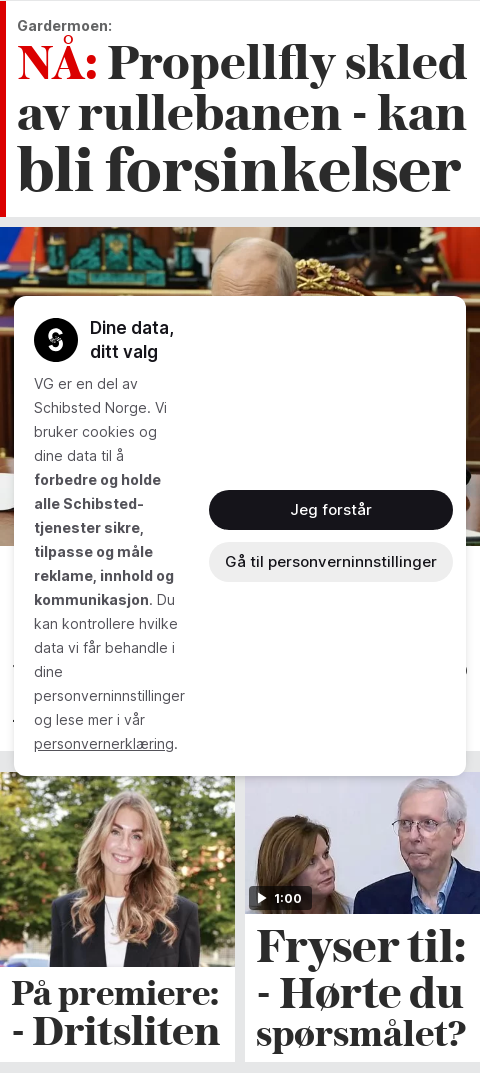 Gardermoen:
NÅ: Propellfly skled
av rullebanen - kan
bli forsinkelser
Dine data,
ditt valg
VG er en del av
Schibsted Norge. Vi
bruker cookies og
dine data til å
forbedre og holde
alle Schibsted-
tjenester sikre,
tilpasse og måle
reklame, innhold og
kommunikasjon. Du
kan kontrollere hvilke
data vi får behandle i
dine
personverninnstillinger
og lese mer i vår
personvernerklæring.
Jeg forstår
Gå til personverninnstillinger
På premiere:
- Dritsliten
1:00
Fryser til:
- Hørte du
spørsmålet?